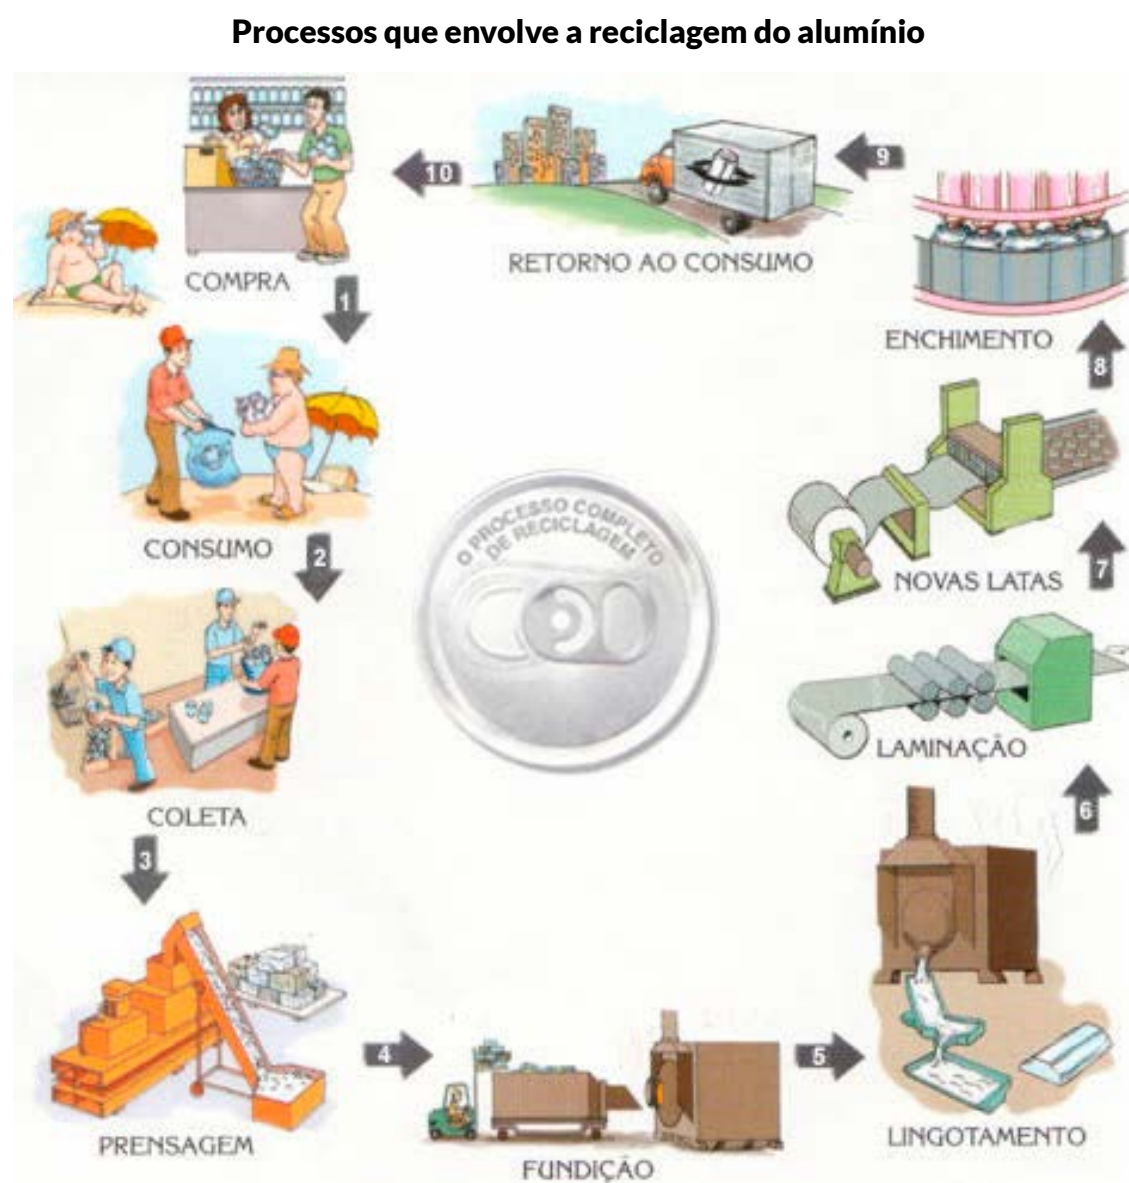 Processos que envolve a reciclagem do alumínio
COMPRA
1
CONSUMO
2
COLETA
3
PRENSAGEM
4
FUNDIÇÃO
5
LINGOTAMENTO
6
LAMINAÇÃO
7
NOVAS LATAS
8
ENCHIMENTO
9
RETORNO AO CONSUMO
10
O PROCESSO COMPLETO
DE RECICLAGEM